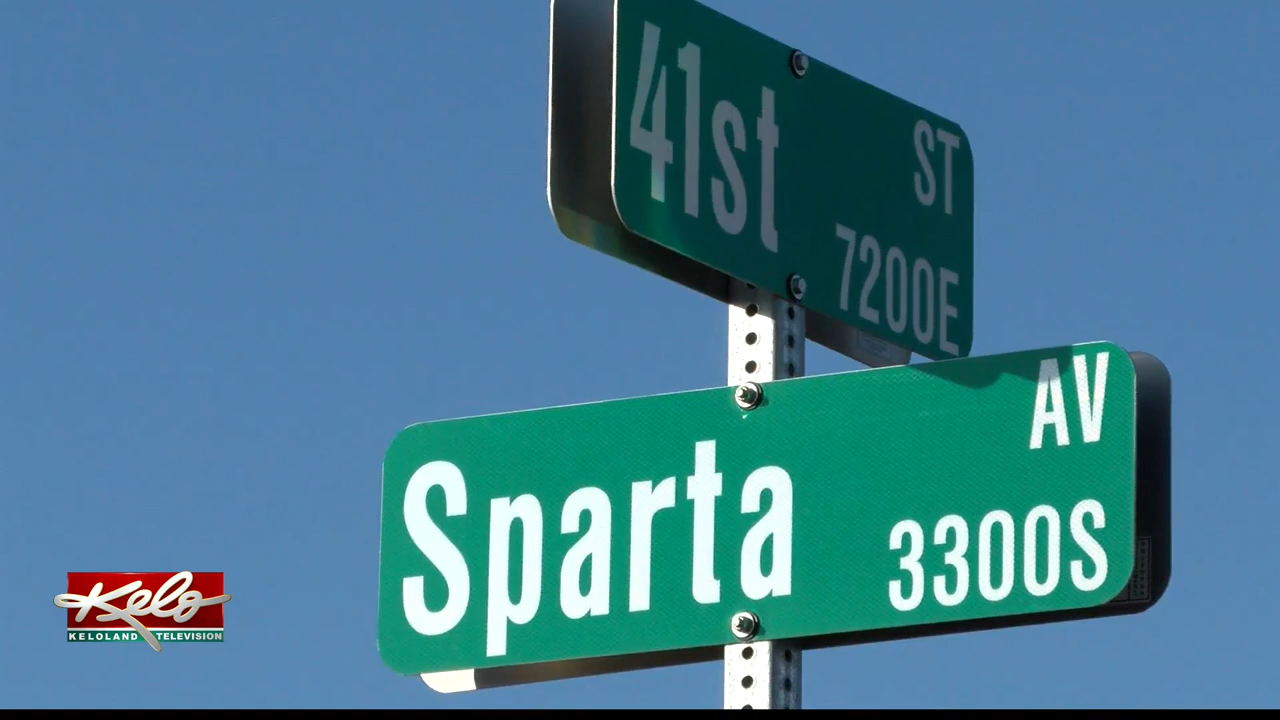 41st ST
7200E
Sparta AV
3300S
Kelo
KELOLAND TELEVISION